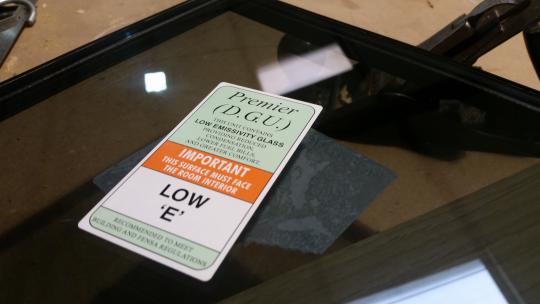 Premier
(D.G.U.)
THIS UNIT CONTAINS
LOW EMISSIVITY GLASS
PROVIDING REDUCED
CONDENSATION,
LOWER FUEL BILLS,
AND GREATER COMFORT.
IMPORTANT
THIS SURFACE MUST FACE
THE ROOM INTERIOR
LOW
'E'
RECOMMENDED TO MEET
BUILDING AND FENSA REGULATIONS